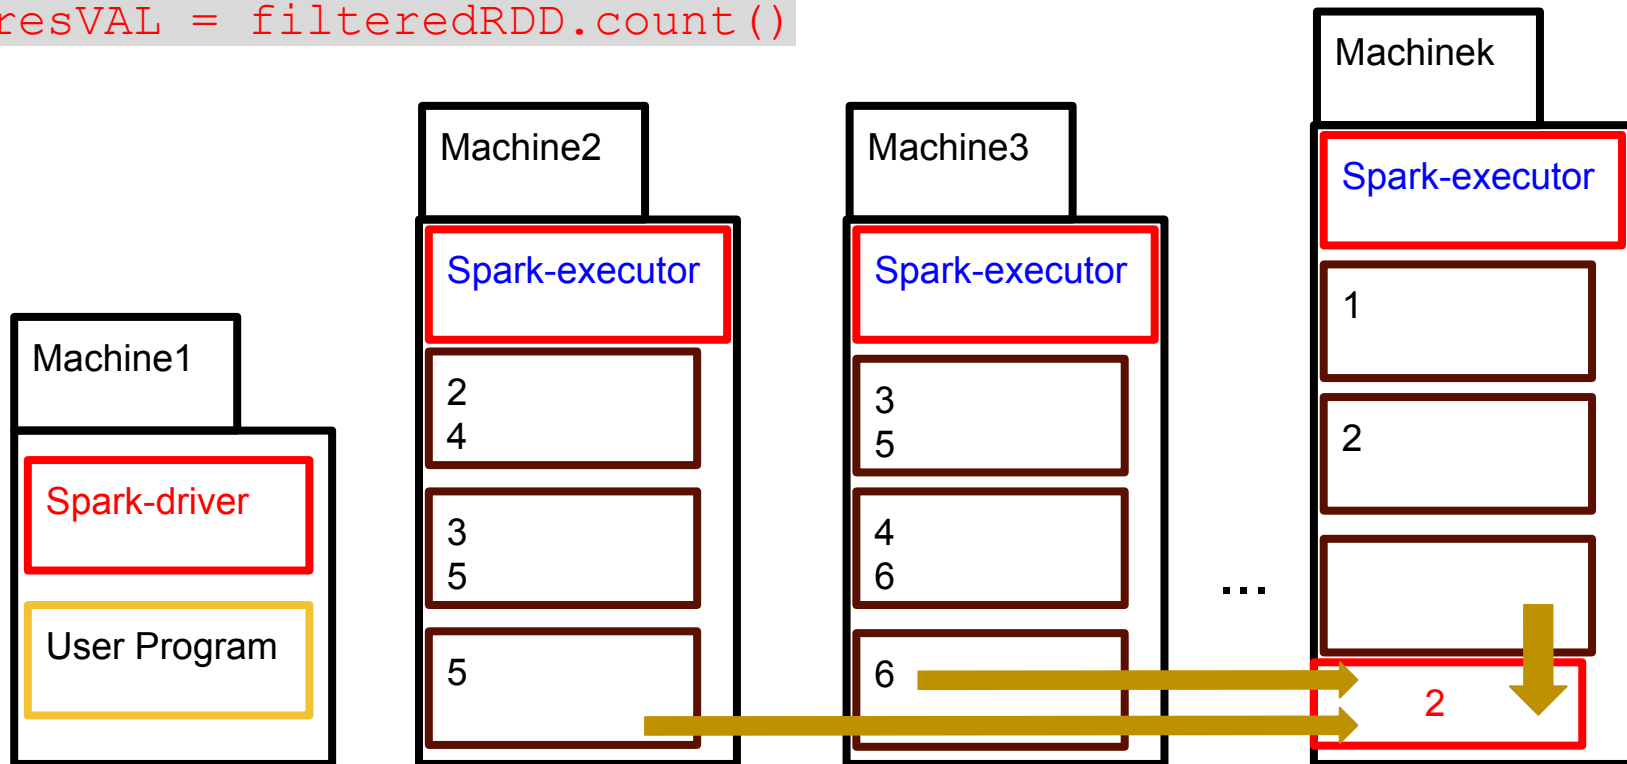 resVAL = filteredRDD.count()
Machine1
Spark-driver
User Program
Machine2
Spark-executor
2
4
3
5
5
Machine3
Spark-executor
3
5
4
6
6
...
Machinek
Spark-executor
1
2
2